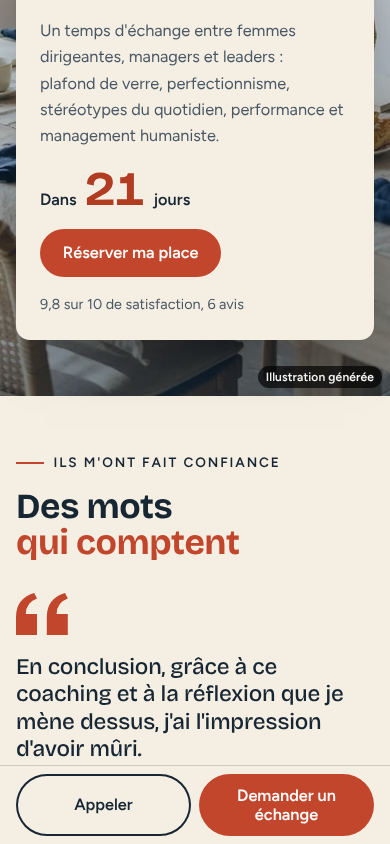 Un temps d'échange entre femmes
dirigeantes, managers et leaders :
plafond de verre, perfectionnisme,
stéréotypes du quotidien, performance et
management humaniste.
Dans 21 jours
Réserver ma place
9,8 sur 10 de satisfaction, 6 avis
Illustration générée
ILS M'ONT FAIT CONFIANCE
Des mots
qui comptent
“
En conclusion, grâce à ce
coaching et à la réflexion que je
mène dessus, j'ai l'impression
d'avoir mûri.
Appeler
Demander un
échange